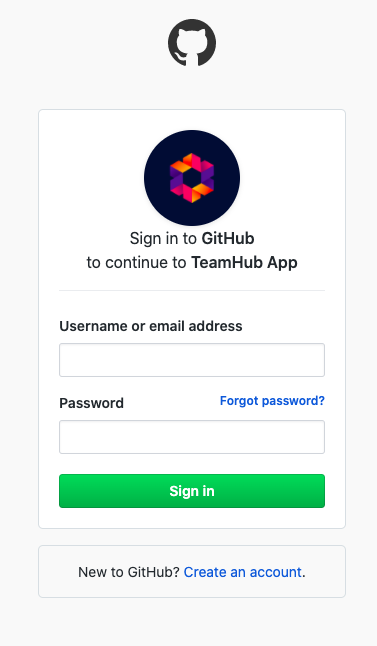 Sign in to GitHub
to continue to TeamHub App
Username or email address
Password Forgot password?
Sign in
New to GitHub? Create an account.